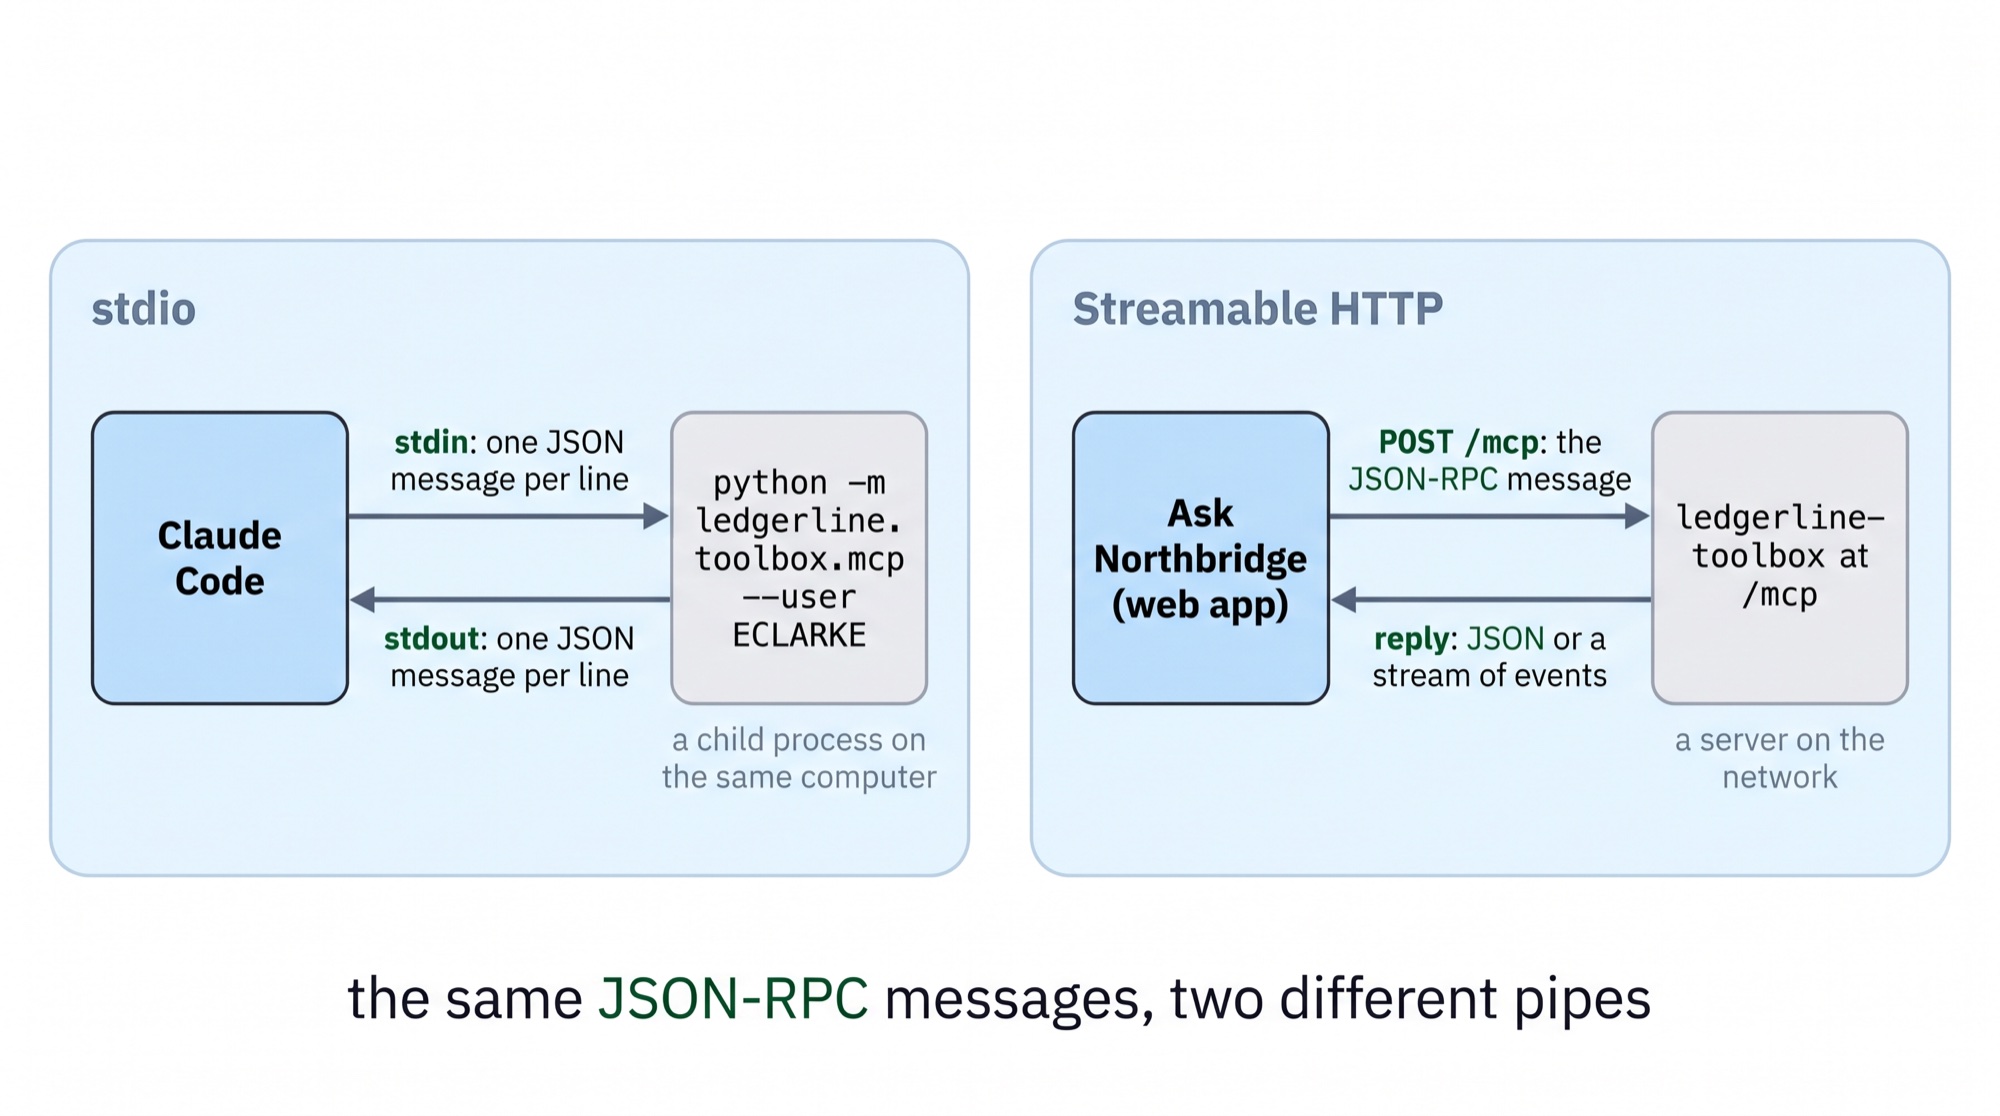 stdio
Claude
Code
stdin: one JSON
message per line
stdout: one JSON
message per line
python -m
ledgerline.
toolbox.mcp
--user
ECLARKE
a child process on
the same computer
Streamable HTTP
Ask
Northbridge
(web app)
POST /mcp: the
JSON-RPC message
reply: JSON or a
stream of events
ledgerline-
toolbox at
/mcp
a server on the
network
the same JSON-RPC messages, two different pipes